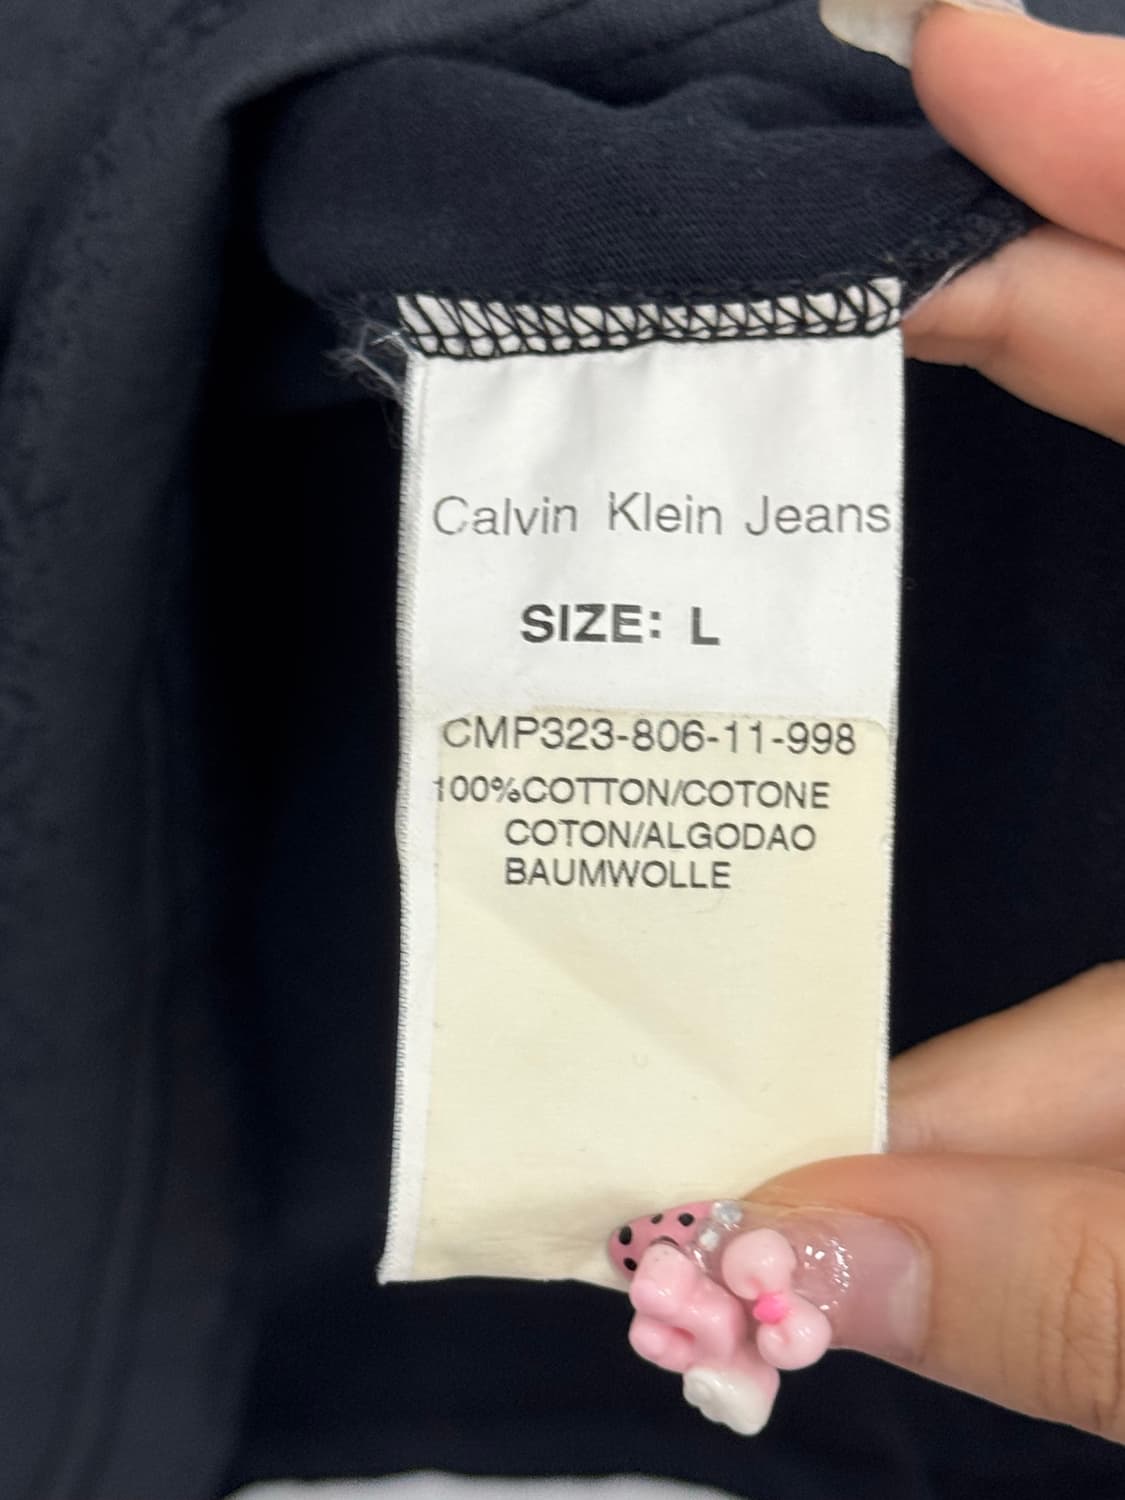 Calvin Klein Jeans
SIZE: L
CMP323-806-11-998
100%COTTON/COTONE
COTON/ALGODAO
BAUMWOLLE